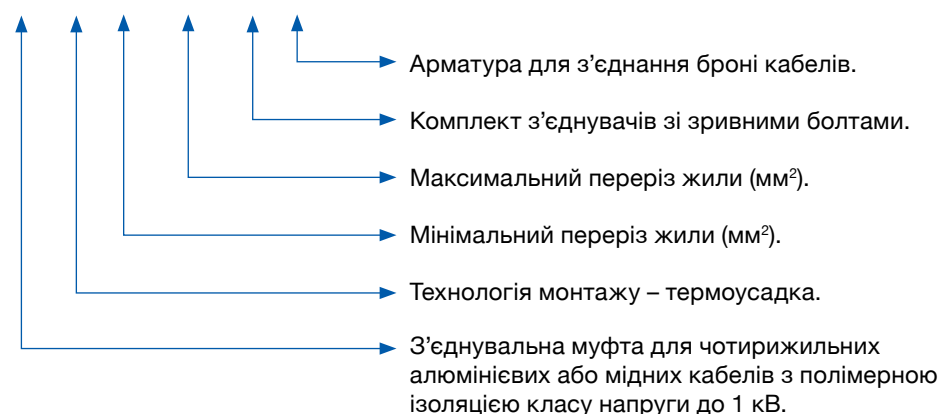 Арматура для з’єднання броні кабелів.
Комплект з’єднувачів зі зривними болтами.
Максимальний переріз жили (мм²).
Мінімальний переріз жили (мм²).
Технологія монтажу – термоусадка.
З’єднувальна муфта для чотирижильних
алюмінієвих або мідних кабелів з полімерною
ізоляцією класу напруги до 1 кВ.